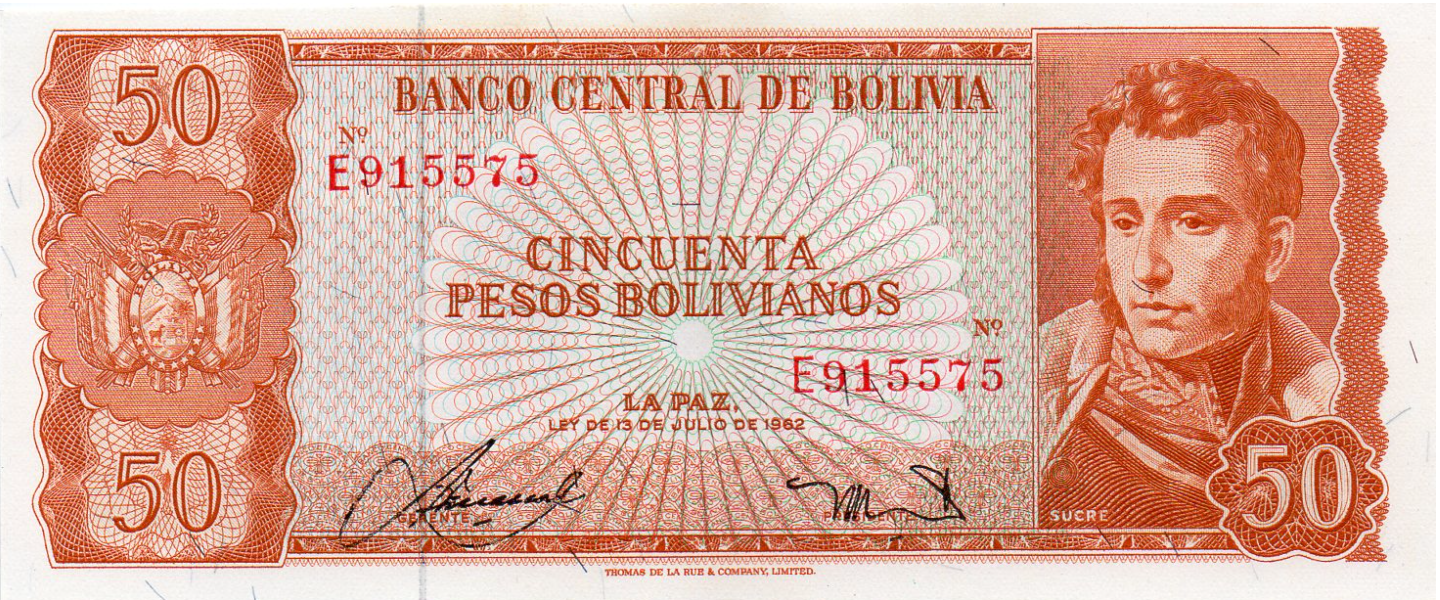 50
BANCO CENTRAL DE BOLIVIA
Nº
E915575
CINCUENTA
PESOS BOLIVIANOS
Nº
E915575
LA PAZ,
LEY DE 13 DE JULIO DE 1962
50
GERENTE
SUCRE
50
THOMAS DE LA RUE & COMPANY, LIMITED.